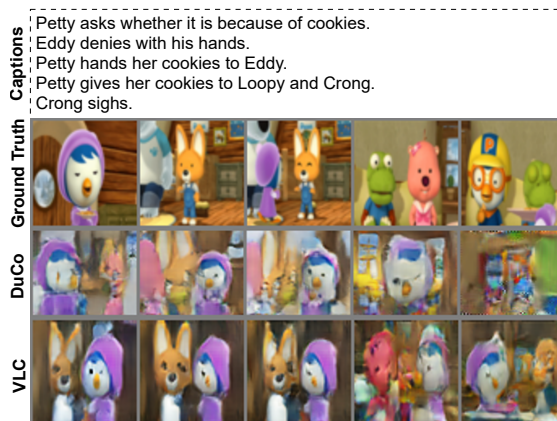 Captions
Petty asks whether it is because of cookies.
Eddy denies with his hands.
Petty hands her cookies to Eddy.
Petty gives her cookies to Loopy and Crong.
Crong sighs.
Ground Truth
P
DuCo
VLC